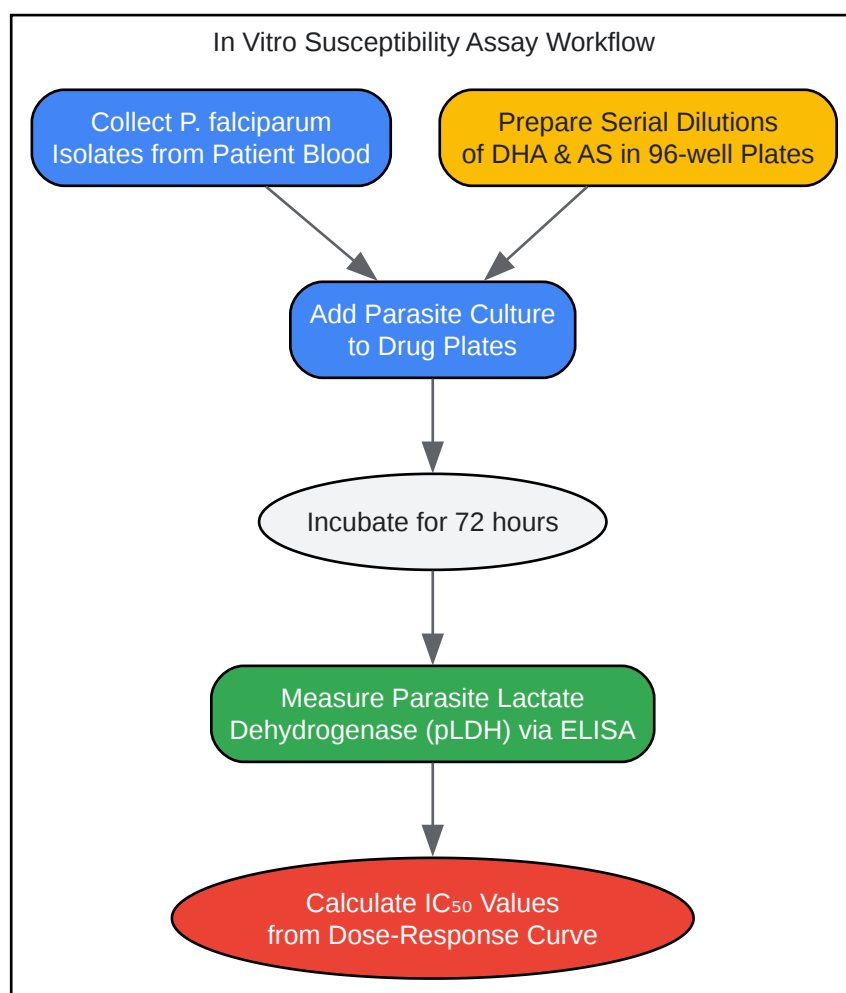 In Vitro Susceptibility Assay Workflow
Collect P. falciparum
Isolates from Patient Blood
Prepare Serial Dilutions
of DHA & AS in 96-well Plates
Add Parasite Culture
to Drug Plates
Incubate for 72 hours
Measure Parasite Lactate
Dehydrogenase (pLDH) via ELISA
Calculate IC₅₀ Values
from Dose-Response Curve